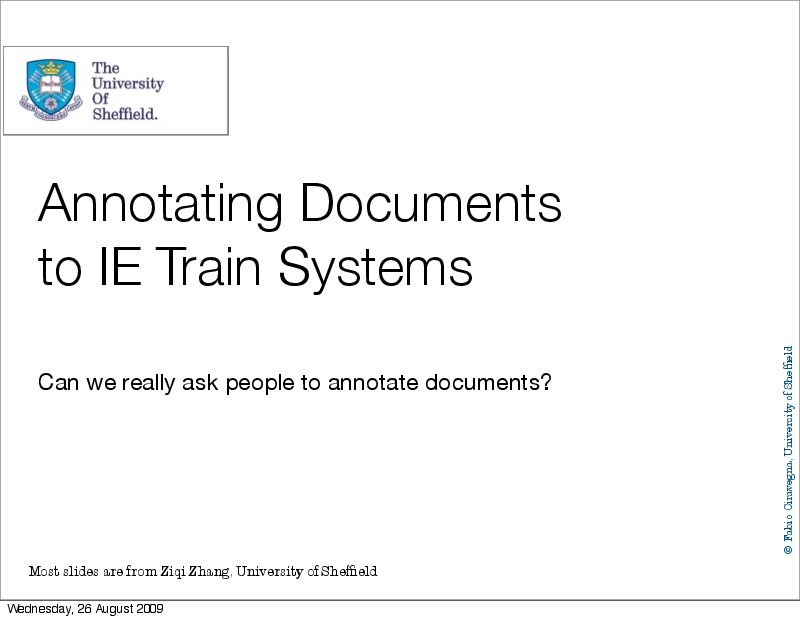 The
University
Of
Sheffield.
Annotating Documents
to IE Train Systems
Can we really ask people to annotate documents?
© Fabio Ciravegna, University of Sheffield
Most slides are from Ziqi Zhang, University of Sheffield
Wednesday, 26 August 2009